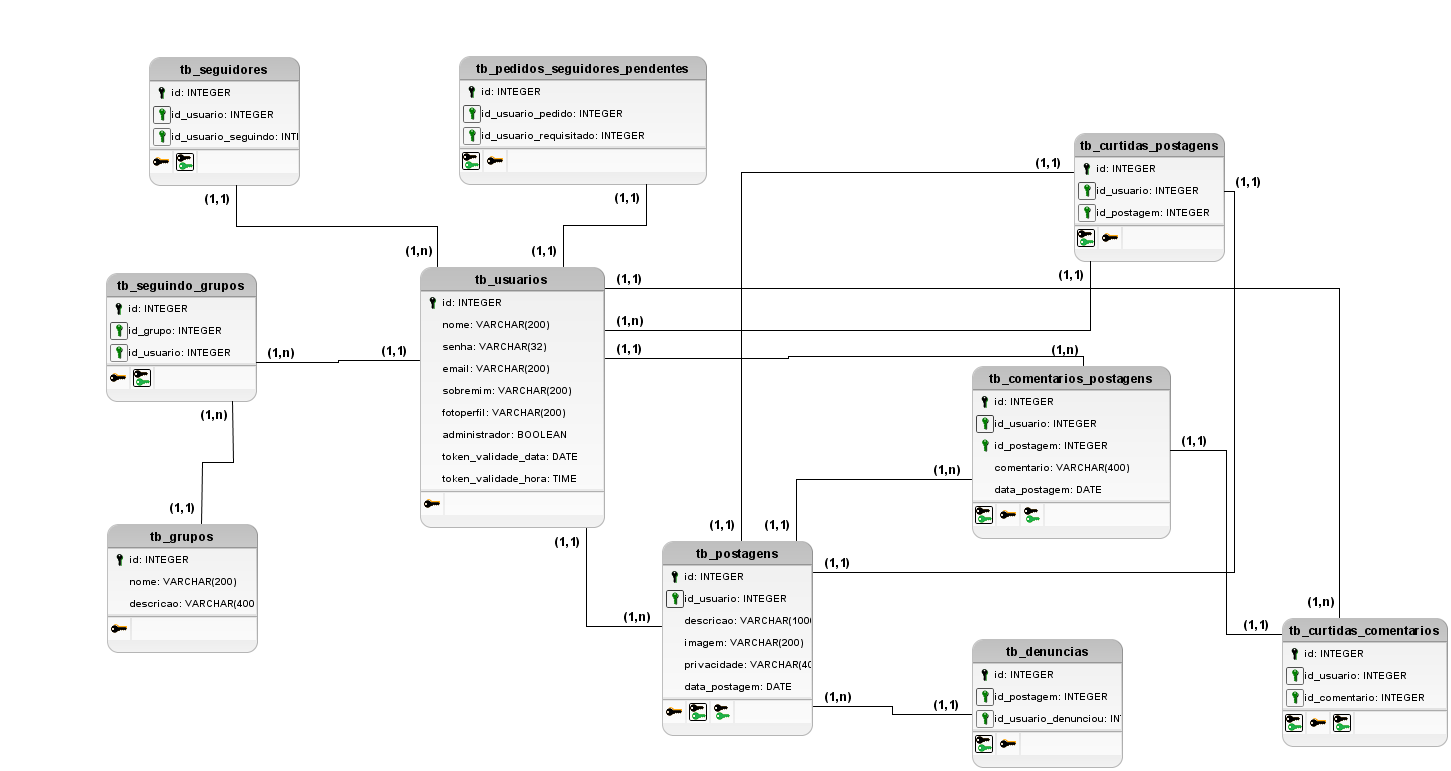 tb_seguidores
id: INTEGER
id_usuario: INTEGER
id_usuario_seguindo: INTI
(1,1)
tb_pedidos_seguidores_pendentes
id: INTEGER
id_usuario_pedido: INTEGER
id_usuario_requisitado: INTEGER
(1,1)
(1,n)
(1,1)
tb_curtidas_postagens
id: INTEGER
id_usuario: INTEGER
id_postagem: INTEGER
(1,1)
(1,1)
(1,1)
tb_seguindo_grupos
id: INTEGER
id_grupo: INTEGER
id_usuario: INTEGER
(1,n)
(1,1)
(1,n)
(1,1)
tb_usuarios
id: INTEGER
nome: VARCHAR(200)
senha: VARCHAR(32)
email: VARCHAR(200)
sobremim: VARCHAR(200)
fotoperfil: VARCHAR(200)
administrador: BOOLEAN
token_validade_data: DATE
token_validade_hora: TIME
(1,1)
(1,n)
(1,1)
(1,n)
(1,1)
(1,n)
tb_comentarios_postagens
id: INTEGER
id_usuario: INTEGER
id_postagem: INTEGER
comentario: VARCHAR(400)
data_postagem: DATE
(1,1)
(1,n)
tb_grupos
id: INTEGER
nome: VARCHAR(200)
descricao: VARCHAR(400
(1,1)
(1,1)
tb_postagens
id: INTEGER
id_usuario: INTEGER
descricao: VARCHAR(1000
imagem: VARCHAR(200)
privacidade: VARCHAR(40
data_postagem: DATE
(1,1)
(1,n)
(1,1)
tb_denuncias
id: INTEGER
id_postagem: INTEGER
id_usuario_denunciou: INT
(1,n)
(1,1)
tb_curtidas_comentarios
id: INTEGER
id_usuario: INTEGER
id_comentario: INTEGER